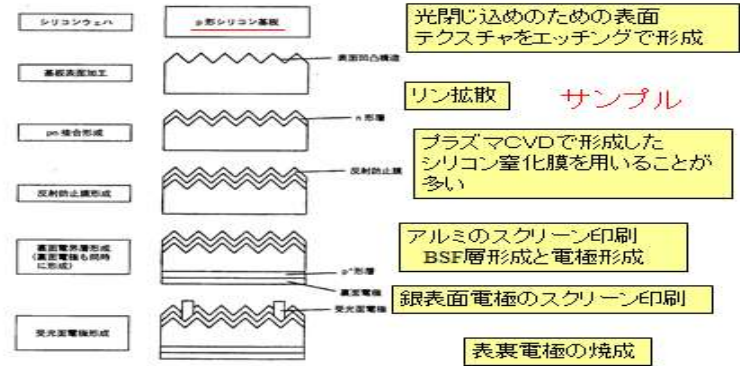 シリコンウェハ
p形シリコン基板
光閉じ込めのための表面
テクスチャをエッチングで形成
表面凹凸構造
基板表面加工
リン拡散
サンプル
n形層
pn接合形成
プラズマCVDで形成した
シリコン窒化膜を用いることが
多い
反射防止膜
反射防止膜形成
アルミのスクリーン印刷
BSF層形成と電極形成
裏面電界層形成
(裏面電極も同時
に形成)
p⁺形層
裏面電極
銀表面電極のスクリーン印刷
受光面電極
受光面電極形成
表裏電極の焼成